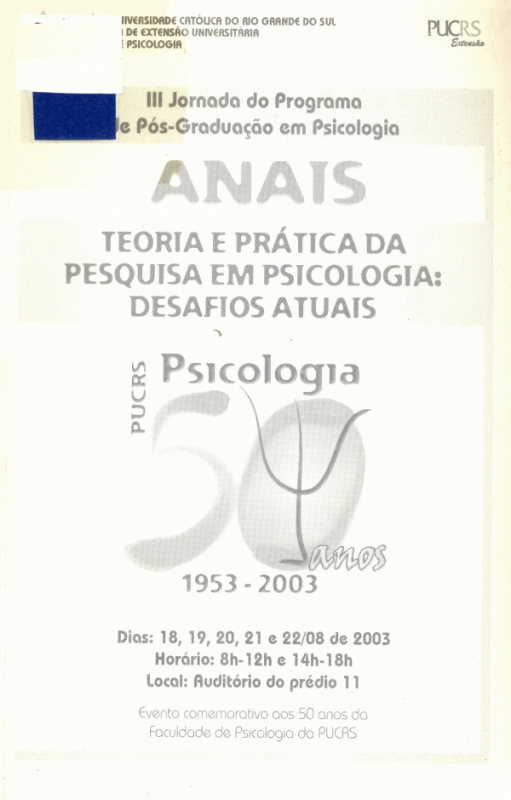 CATÓLICA DO RIO GRANDE DO SUL
DE EXTENSÃO UNIVERSITÁRIA
PSICOLOGIA
PUCRS
Extensão
III Jornada do Programa
de Pós-Graduação em Psicologia
ANAIS
TEORIA E PRÁTICA DA
PESQUISA EM PSICOLOGIA:
DESAFIOS ATUAIS
PUCRS
Psicologia
50
anos
1953 - 2003
Dias: 18, 19, 20, 21 e 22/08 de 2003
Horário: 8h-12h e 14h-18h
Local: Auditório do prédio 11
Evento comemorativo aos 50 anos da
Faculdade de Psicologia da PUCRS